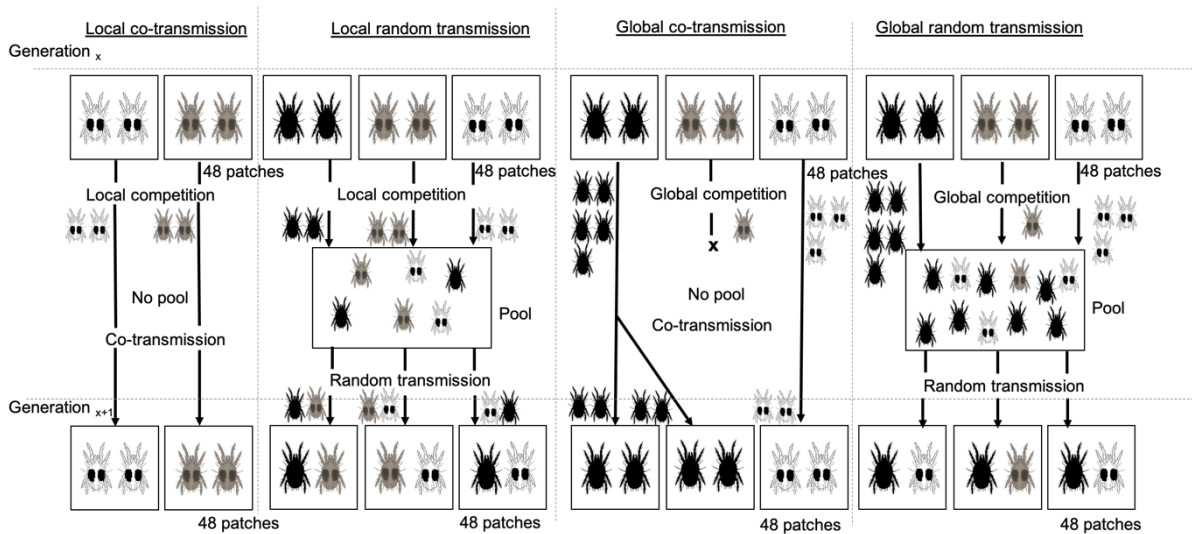 Local co-transmission
Local random transmission
Global co-transmission
Global random transmission
Generation x
48 patches
48 patches
48 patches
48 patches
Local competition
Local competition
Global competition
Global competition
x
No pool
No pool
Pool
Pool
Co-transmission
Co-transmission
Random transmission
Random transmission
Generation x+1
48 patches
48 patches
48 patches
48 patches